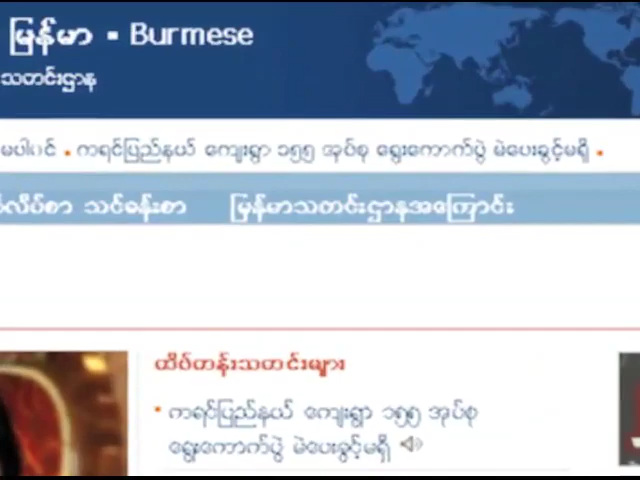 မြန်မာ - Burmese
သတင်းဌာန
ကရင်ပြည်နယ် ကျေးရွာ ၁၅၅ အုပ်စု ရွေးကောက်ပွဲ မဲပေးခွင့်မရှိ
သင်ခန်းစာ မြန်မာသတင်းဌာနအကြောင်း
ထိပ်တန်းသတင်းများ
ကရင်ပြည်နယ် ကျေးရွာ ၁၅၅ အုပ်စု
ရွေးကောက်ပွဲ မဲပေးခွင့်မရှိ